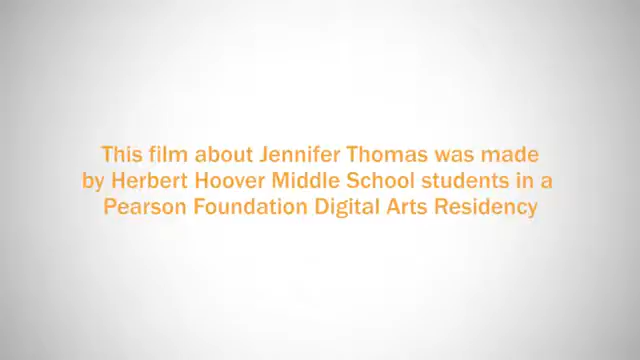 This film about Jennifer Thomas was made
by Herbert Hoover Middle School students in a
Pearson Foundation Digital Arts Residency